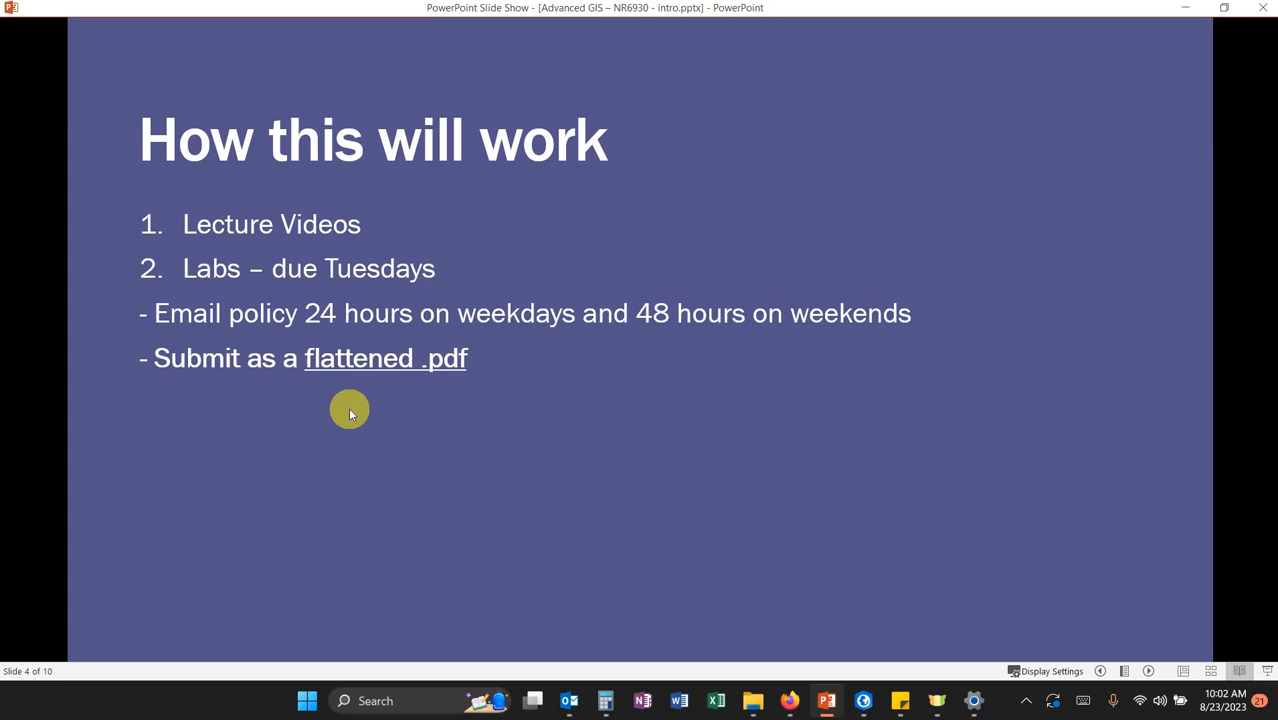 PowerPoint Slide Show - [Advanced GIS – NR6930 - intro.pptx] - PowerPoint
How this will work
1. Lecture Videos
2. Labs – due Tuesdays
- Email policy 24 hours on weekdays and 48 hours on weekends
- Submit as a flattened .pdf
Slide 4 of 10
Display Settings
Search
10:02 AM
8/23/2023
21